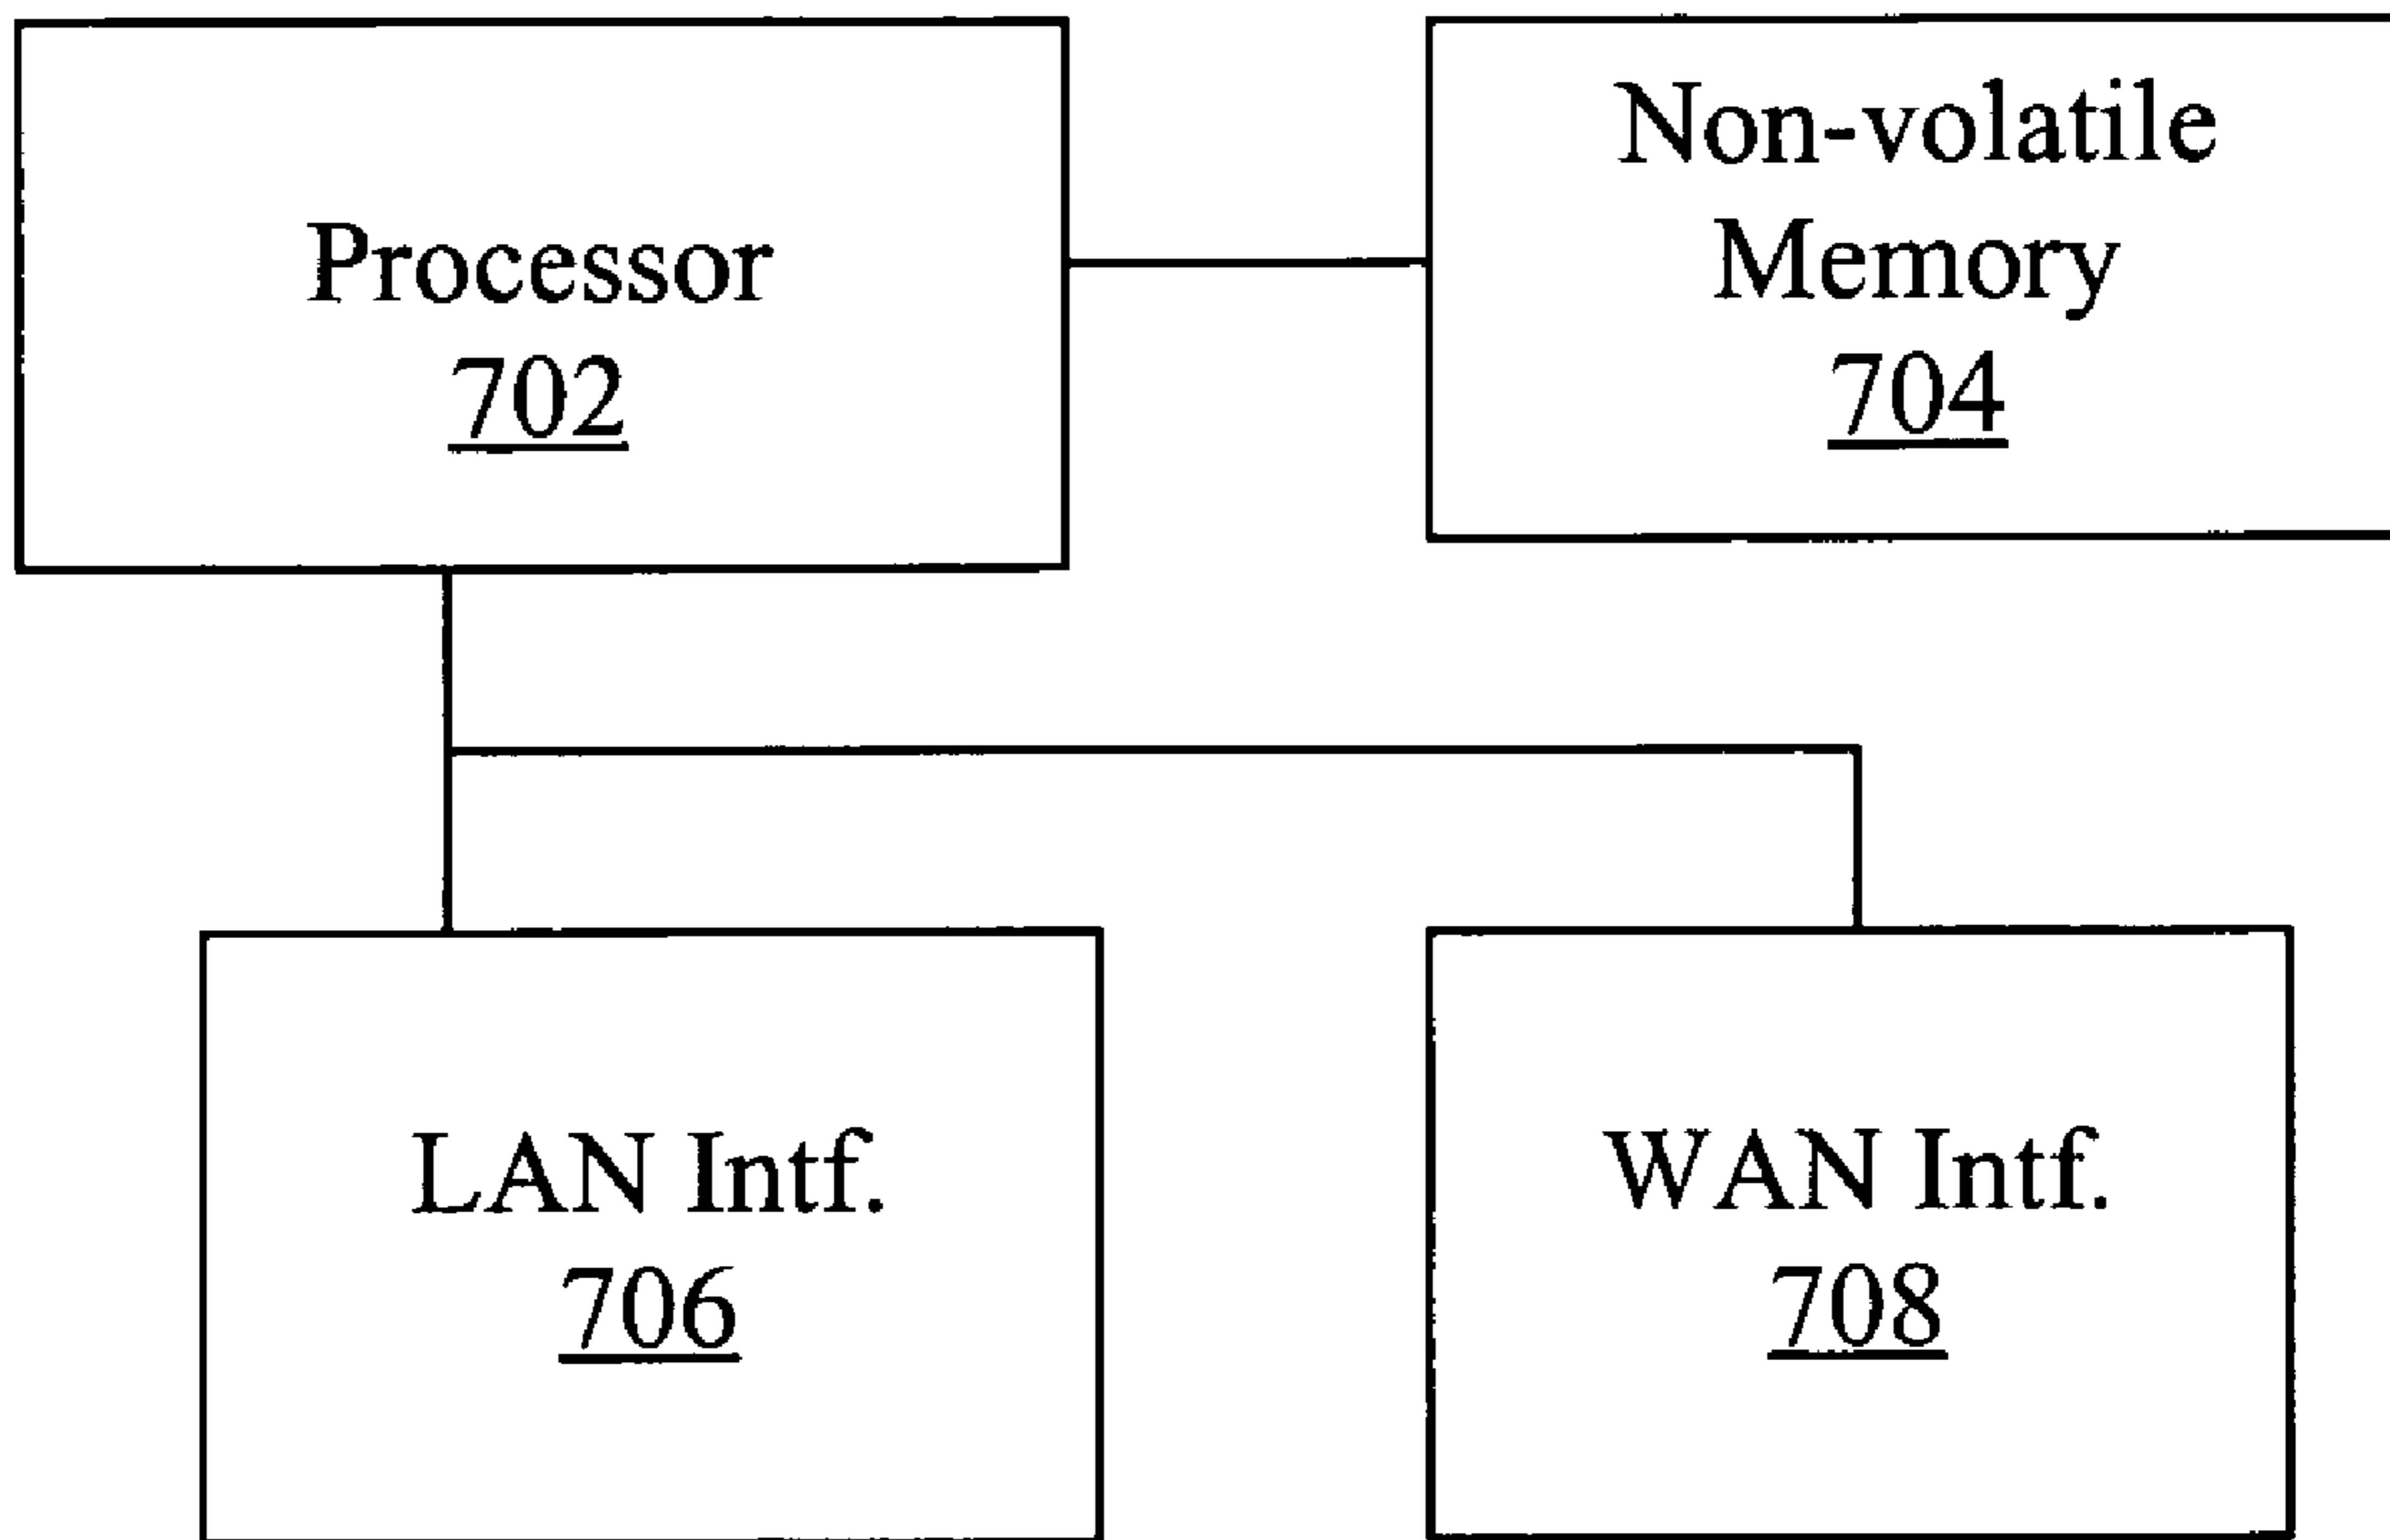 Processor
702
Non-volatile
Memory
704
LAN Intf.
706
WAN Intf.
708